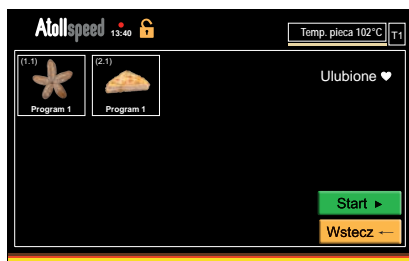 Atollspeed 13:40
Temp. pieca 102°C T1
(1.1) (2.1)
Program 1 Program 1
Ulubione ♥
Start ►
Wstecz ←